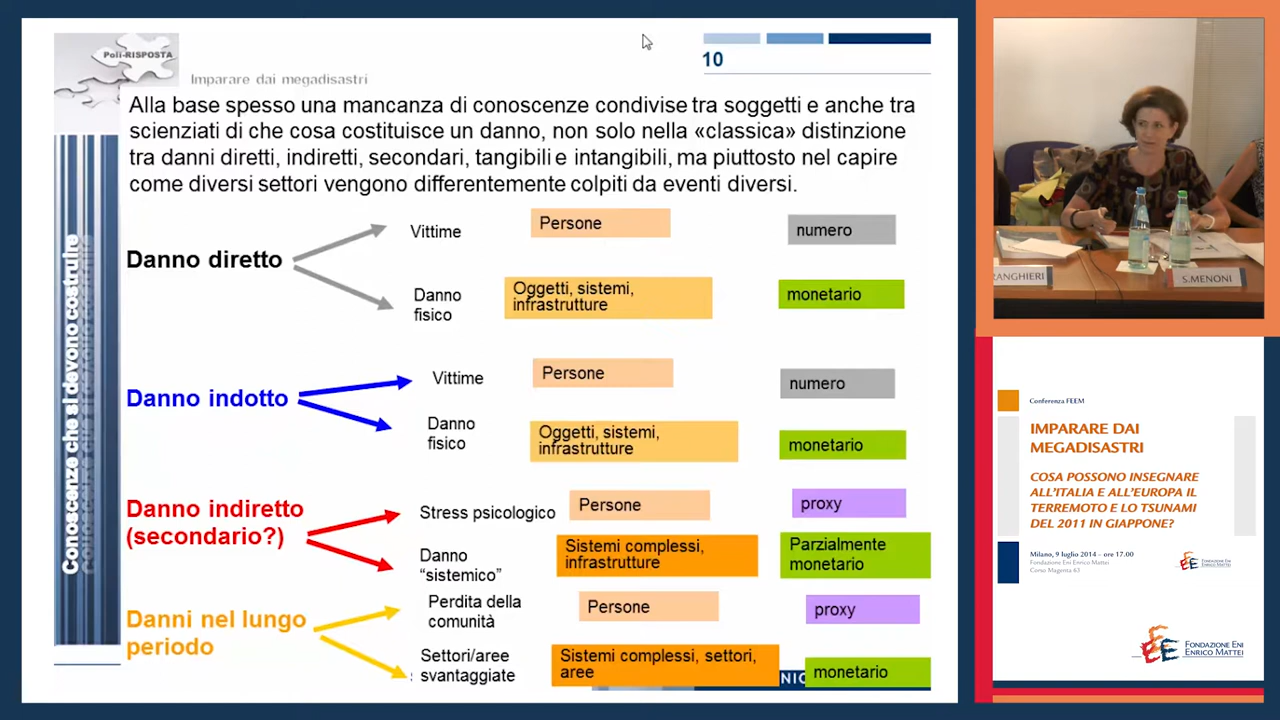 Poli-RISPOSTA
Imparare dai megadisastri
10
Alla base spesso una mancanza di conoscenze condivise tra soggetti e anche tra
scienziati di che cosa costituisce un danno, non solo nella «classica» distinzione
tra danni diretti, indiretti, secondari, tangibili e intangibili, ma piuttosto nel capire
come diversi settori vengono differentemente colpiti da eventi diversi.
Conoscenze che si devono costruire
Danno diretto
Vittime
Persone
numero
Danno
fisico
Oggetti, sistemi,
infrastrutture
monetario
Danno indotto
Vittime
Persone
numero
Danno
fisico
Oggetti, sistemi,
infrastrutture
monetario
Danno indiretto
(secondario?)
Stress psicologico
Persone
proxy
Danno
“sistemico”
Sistemi complessi,
infrastrutture
Parzialmente
monetario
Danni nel lungo
periodo
Perdita della
comunità
Persone
proxy
Settori/aree
svantaggiate
Sistemi complessi, settori,
aree
monetario
RANGHIERI
S.MENONI
Conferenza FEEM
IMPARARE DAI
MEGADISASTRI
COSA POSSONO INSEGNARE
ALL'ITALIA E ALL'EUROPA IL
TERREMOTO E LO TSUNAMI
DEL 2011 IN GIAPPONE?
Milano, 9 luglio 2014 – ore 17.00
Fondazione Eni Enrico Mattei
Corso Magenta 63
FONDAZIONE ENI
ENRICO MATTEI